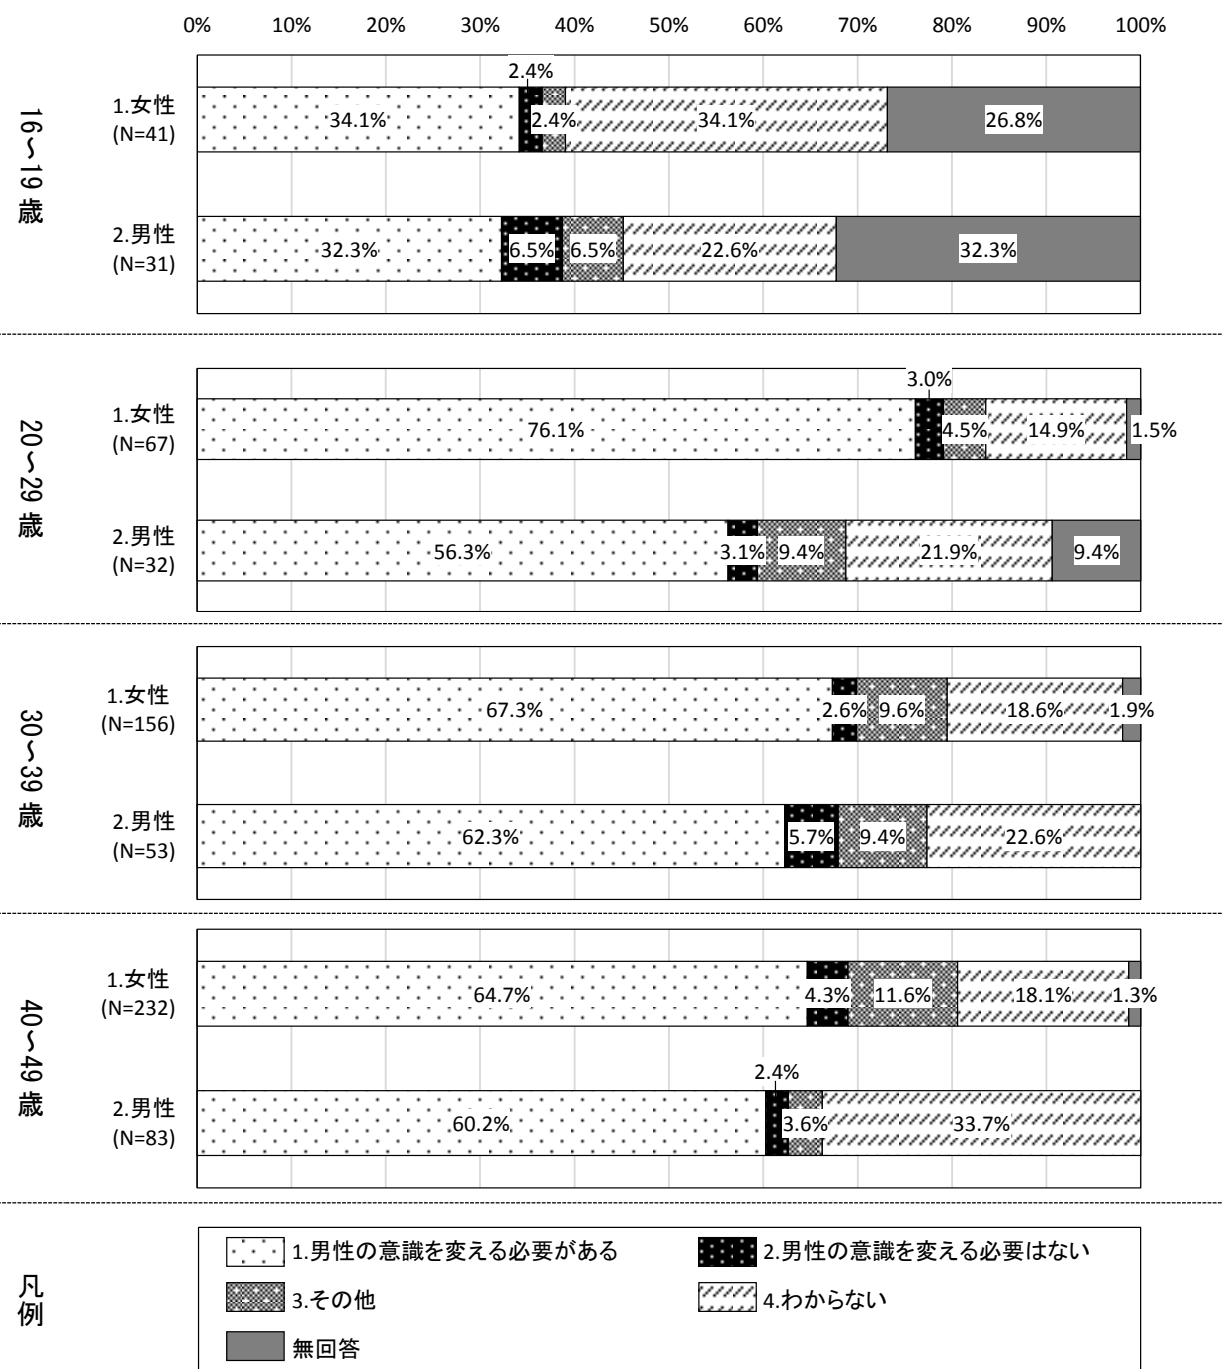 0% 10% 20% 30% 40% 50% 60% 70% 80% 90% 100%
16～19 歳
2.4%
1.女性
(N=41)
34.1% 2.4% 34.1% 26.8%
2.男性
(N=31)
32.3% 6.5% 6.5% 22.6% 32.3%
20～29 歳
3.0%
1.女性
(N=67)
76.1% 4.5% 14.9% 1.5%
2.男性
(N=32)
56.3% 3.1% 9.4% 21.9% 9.4%
30～39 歳
1.女性
(N=156)
67.3% 2.6% 9.6% 18.6% 1.9%
2.男性
(N=53)
62.3% 5.7% 9.4% 22.6%
40～49 歳
1.女性
(N=232)
64.7% 4.3% 11.6% 18.1% 1.3%
2.4%
2.男性
(N=83)
60.2% 3.6% 33.7%
凡例
1.男性の意識を変える必要がある 2.男性の意識を変える必要はない
3.その他 4.わからない
無回答